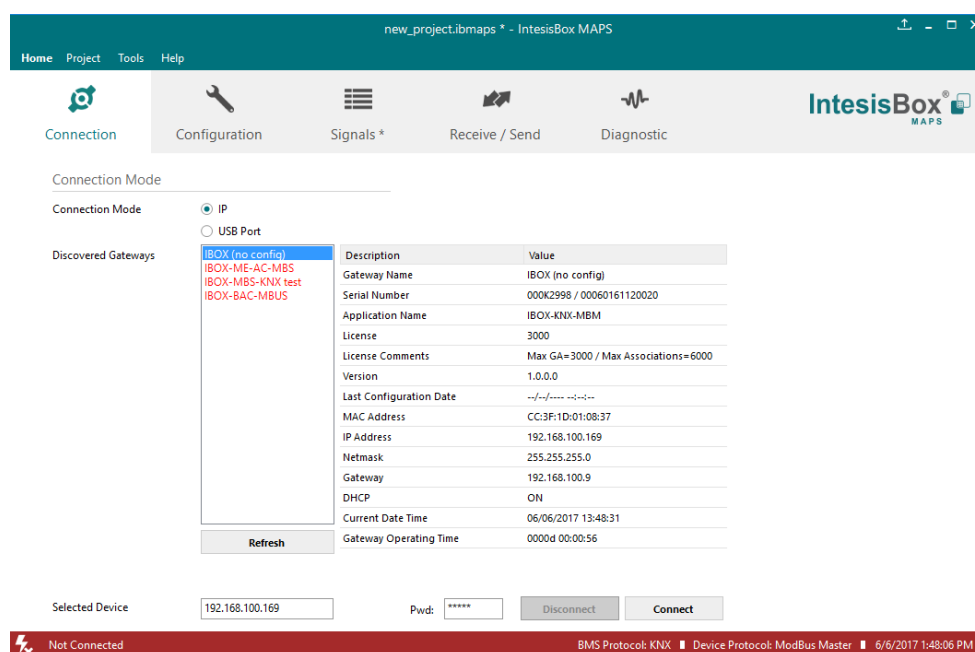 new_project.ibmaps * - IntesisBox MAPS
Home Project Tools Help
Connection Configuration Signals * Receive / Send Diagnostic
IntesisBox®
MAPS
Connection Mode
Connection Mode IP
USB Port
Discovered Gateways
IBOX (no config)
IBOX-ME-AC-MBS
IBOX-MBS-KNX test
IBOX-BAC-MBUS
Description Value
Gateway Name IBOX (no config)
Serial Number 000K2998 / 00060161120020
Application Name IBOX-KNX-MBM
License 3000
License Comments Max GA=3000 / Max Associations=6000
Version 1.0.0.0
Last Configuration Date --/--/---- --:--:--
MAC Address CC:3F:1D:01:08:37
IP Address 192.168.100.169
Netmask 255.255.255.0
Gateway 192.168.100.9
DHCP ON
Current Date Time 06/06/2017 13:48:31
Gateway Operating Time 0000d 00:00:56
Refresh
Selected Device 192.168.100.169 Pwd: ***** Disconnect Connect
Not Connected BMS Protocol: KNX Device Protocol: ModBus Master 6/6/2017 1:48:06 PM